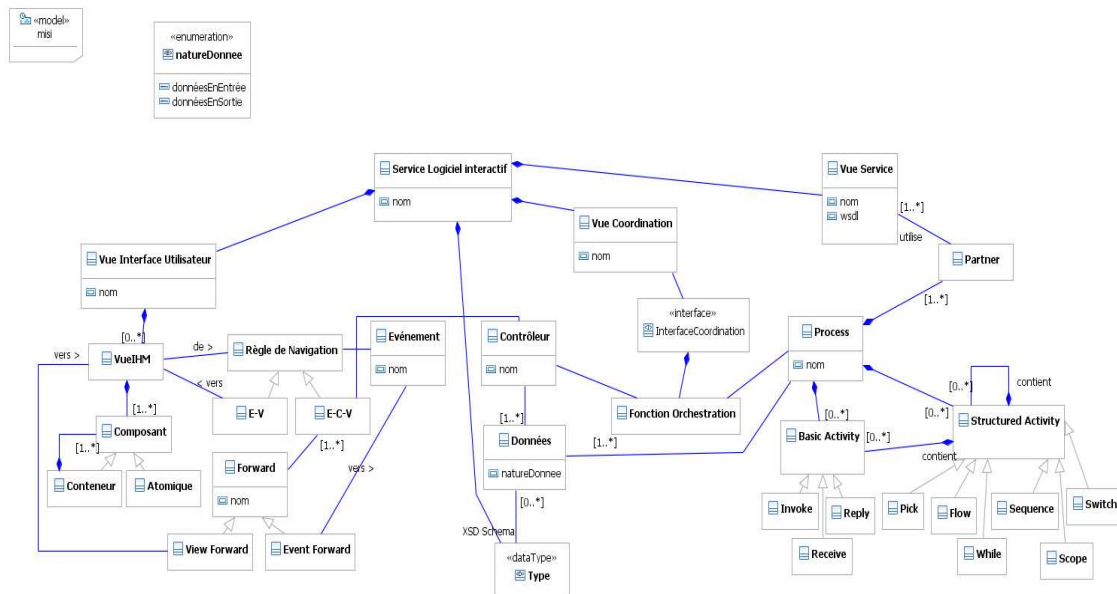 «model»
misi
«enumeration»
natureDonnee
donnéesEnEntrée
donnéesEnSortie
Service Logiciel interactif
nom
Vue Service
nom
wsdl
[1..*]
utilise
Vue Coordination
nom
Vue Interface Utilisateur
nom
Partner
[1..*]
«interface»
InterfaceCoordination
[0..*]
vers >
VueIHM
de >
Règle de Navigation
Evénement
nom
Contrôleur
nom
Process
nom
< vers
E-V
E-C-V
[1..*]
Fonction Orchestration
contient
[0..*]
[0..*]
Structured Activity
[1..*]
Composant
[1..*]
Conteneur
Atomique
Forward
nom
vers >
[1..*]
Données
natureDonnee
[0..*]
[1..*]
[0..*]
Basic Activity
[0..*]
contient
Invoke
Reply
Receive
Pick
Flow
Sequence
Switch
While
Scope
View Forward
Event Forward
XSD Schema
«dataType»
Type